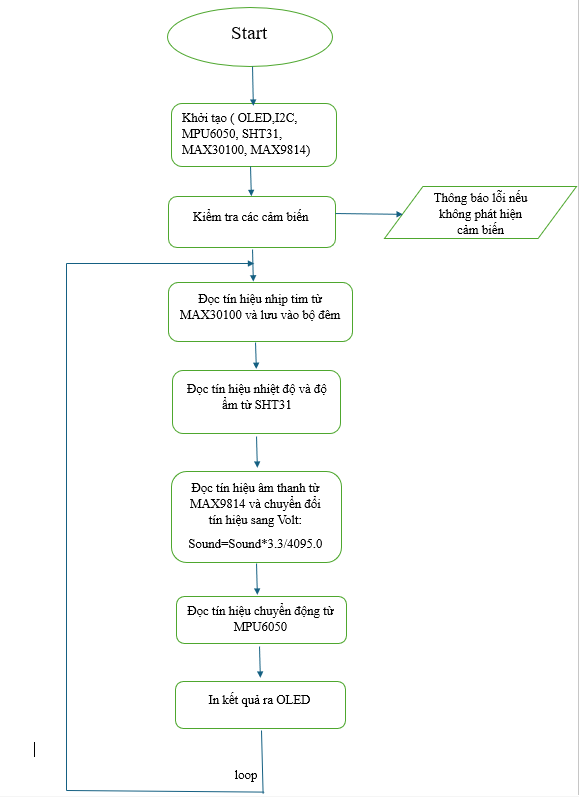 Start
Khởi tạo ( OLED,I2C,
MPU6050, SHT31,
MAX30100, MAX9814)
Kiểm tra các cảm biến
Thông báo lỗi nếu
không phát hiện
cảm biến
Đọc tín hiệu nhịp tim từ
MAX30100 và lưu vào bộ đêm
Đọc tín hiệu nhiệt độ và độ
ẩm từ SHT31
Đọc tín hiệu âm thanh từ
MAX9814 và chuyển đổi
tín hiệu sang Volt:
Sound=Sound*3.3/4095.0
Đọc tín hiệu chuyển động từ
MPU6050
In kết quả ra OLED
loop